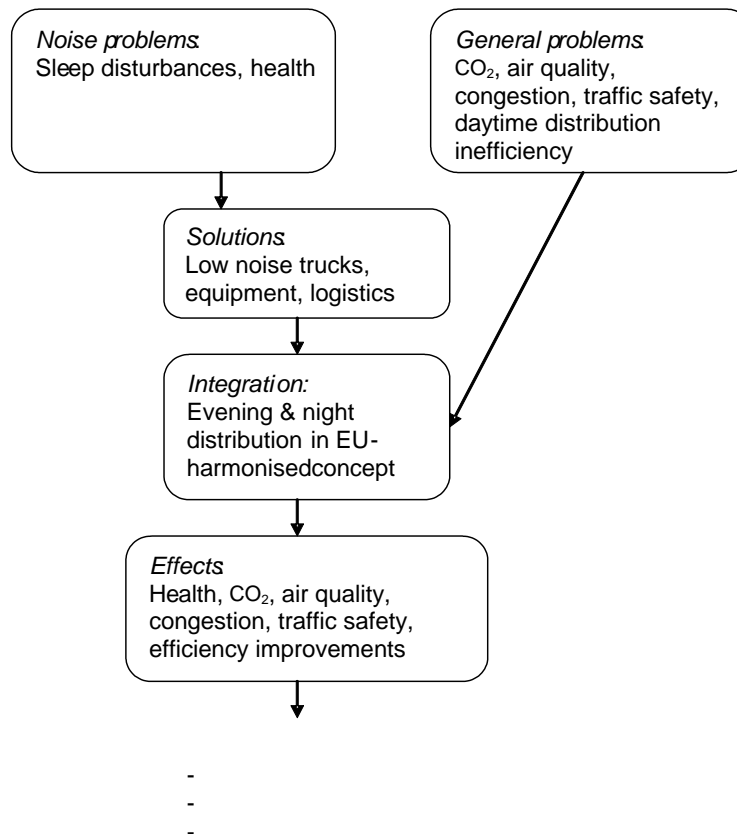 Noise problems:
Sleep disturbances, health
General problems:
CO₂, air quality,
congestion, traffic safety,
daytime distribution
inefficiency
Solutions:
Low noise trucks,
equipment, logistics
Integration:
Evening & night
distribution in EU-
harmonisedconcept
Effects:
Health, CO₂, air quality,
congestion, traffic safety,
efficiency improvements
-
-
-